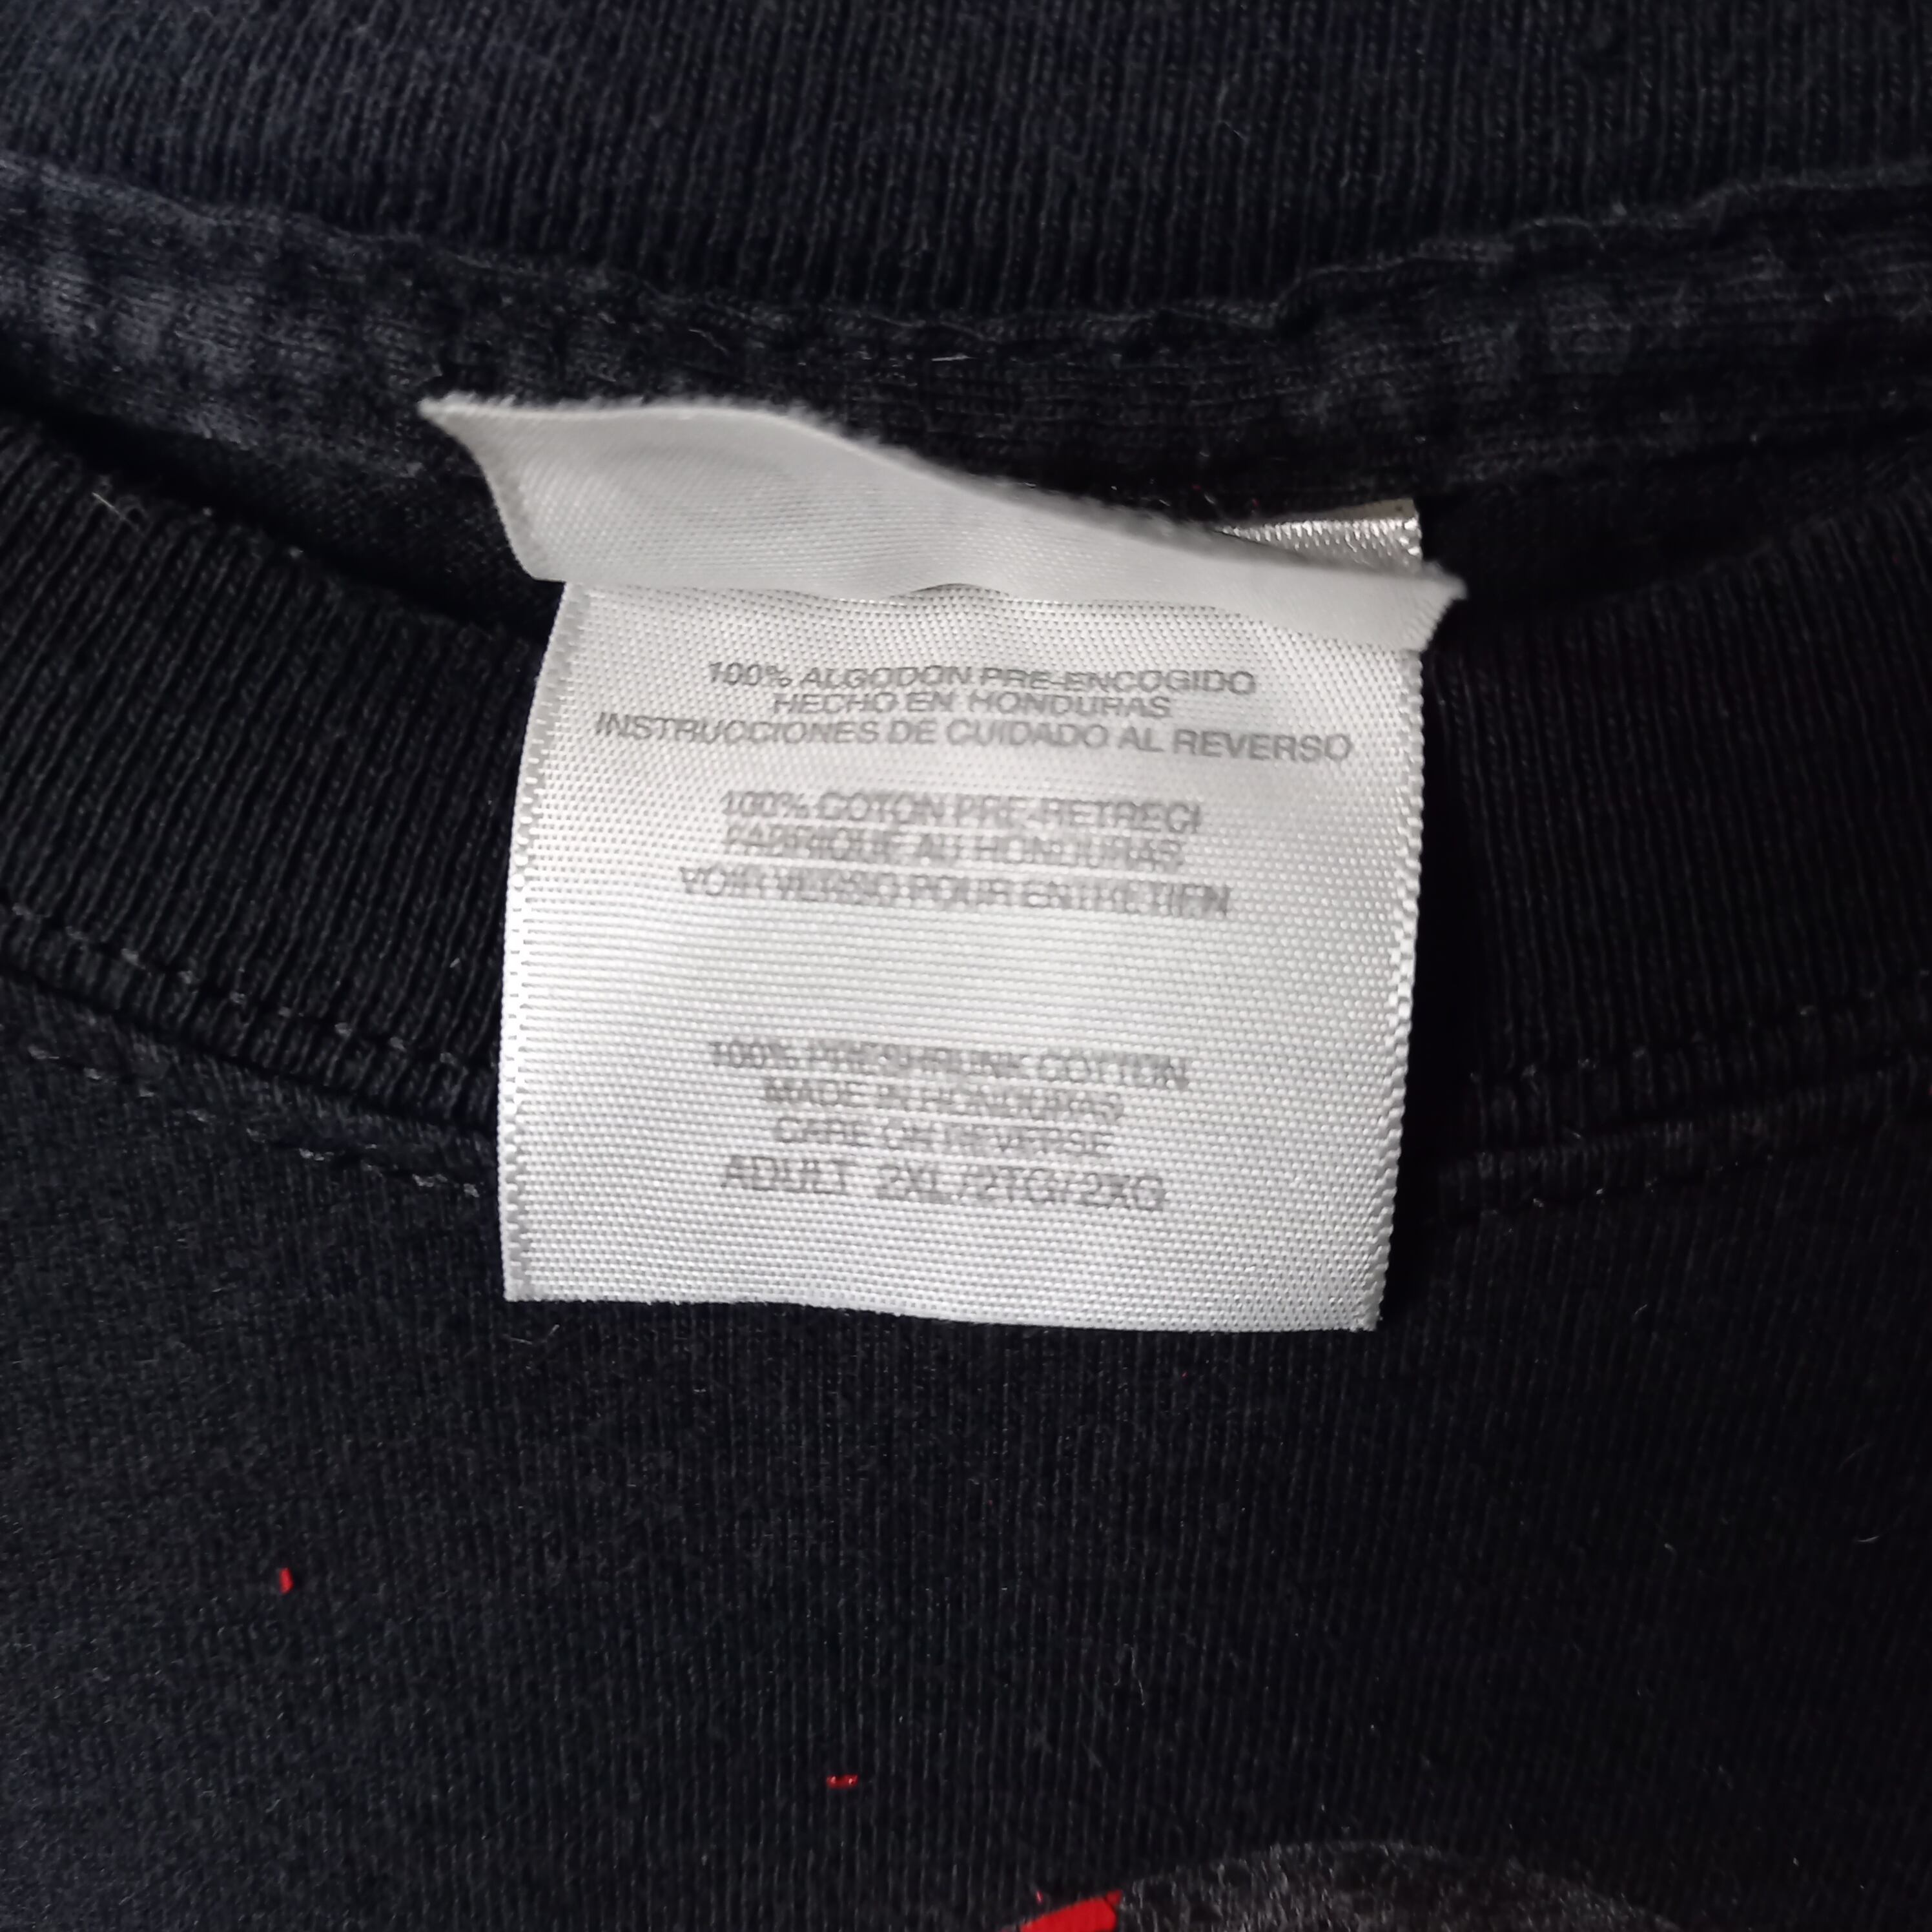 100% ALGODON PRE-ENCOGIDO
HECHO EN HONDURAS
INSTRUCCIONES DE CUIDADO AL REVERSO
100% COTON PRE-RETRECI
FABRIQUE AU HONDURAS
VOIR VERSO POUR ENTRETIEN
100% PRESHRUNK COTTON
MADE IN HONDURAS
CARE ON REVERSE
ADULT 2XL/2TG/2XG